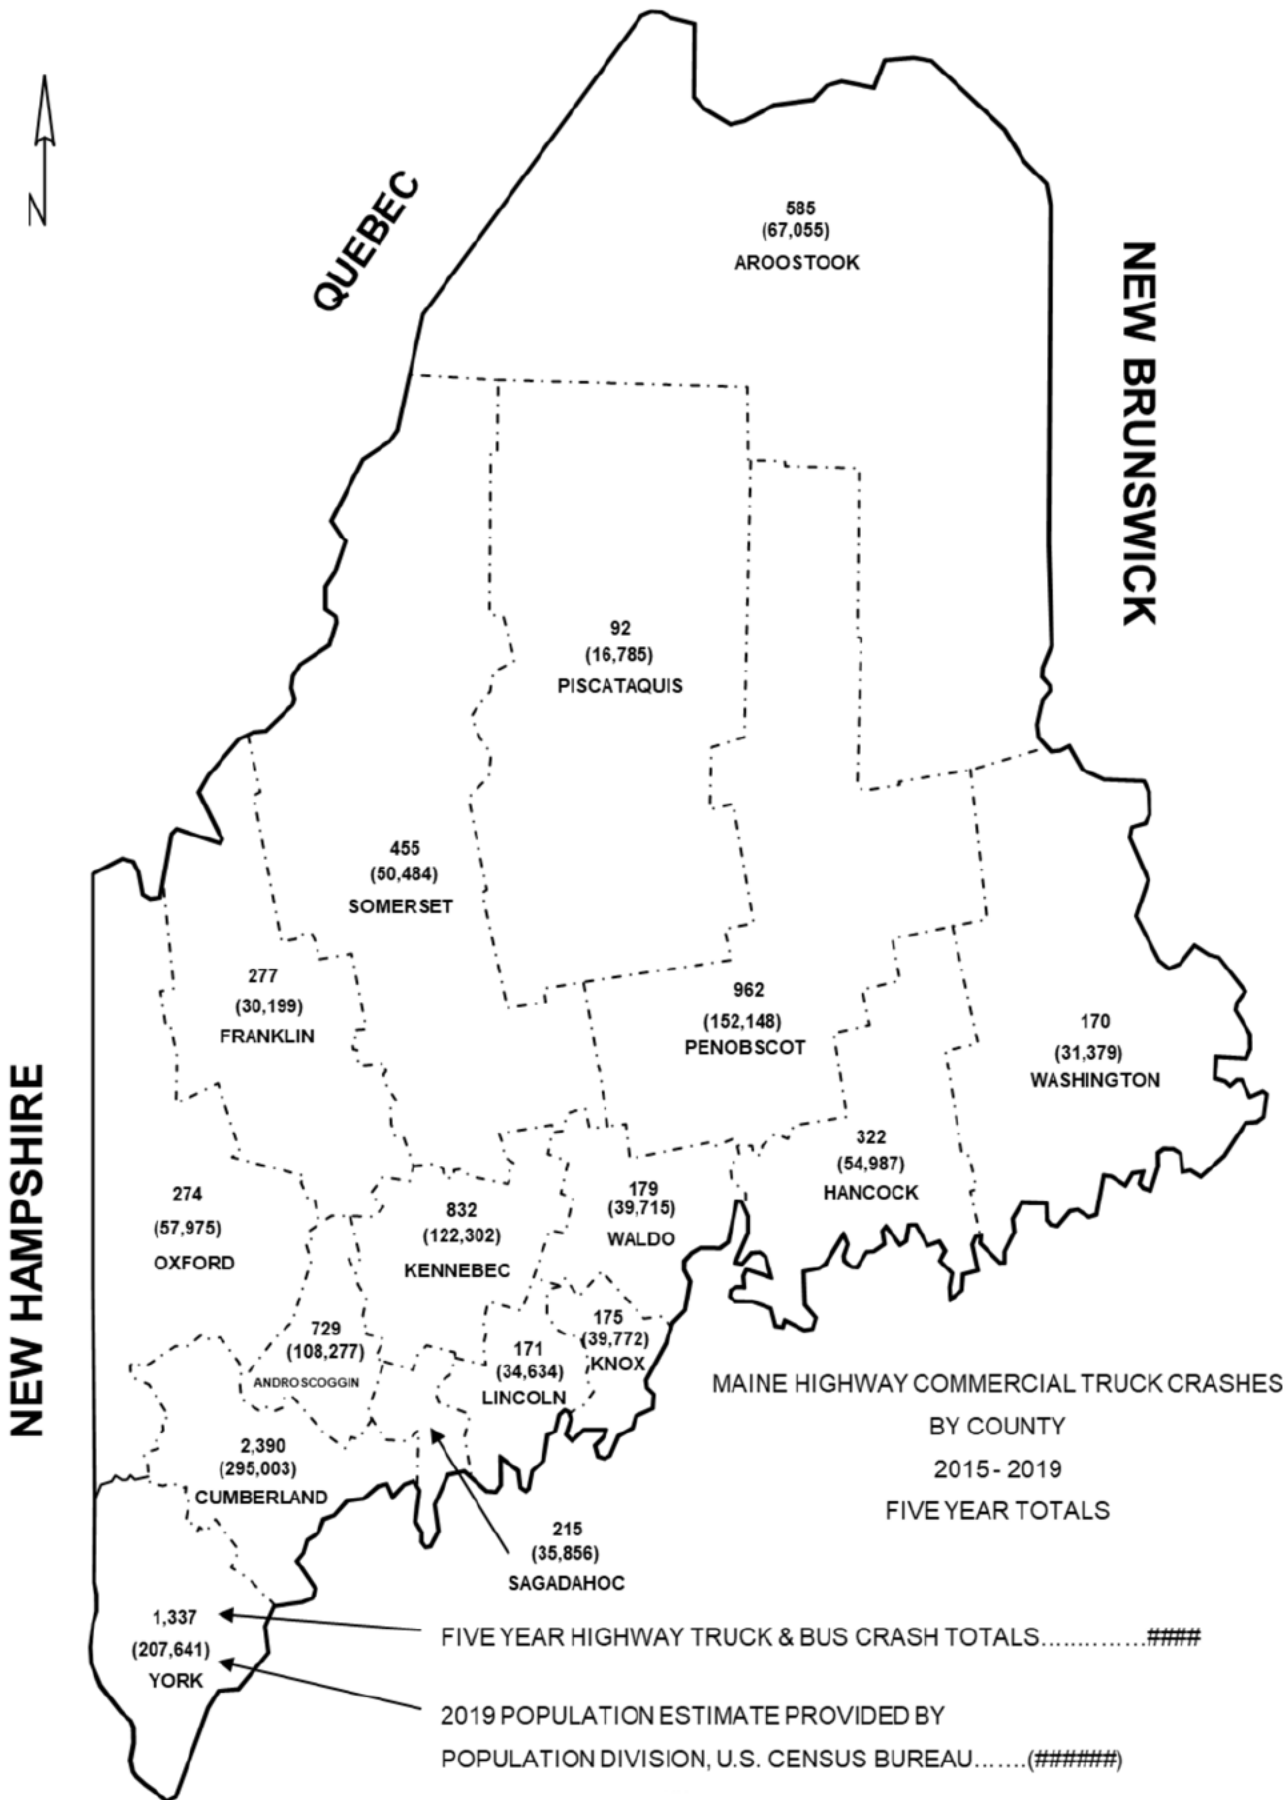 N
QUEBEC
NEW BRUNSWICK
NEW HAMPSHIRE
585
(67,055)
AROOSTOOK
92
(16,785)
PISCATAQUIS
455
(50,484)
SOMERSET
277
(30,199)
FRANKLIN
962
(152,148)
PENOBSCOT
170
(31,379)
WASHINGTON
322
(54,987)
HANCOCK
274
(57,975)
OXFORD
832
(122,302)
KENNEBEC
179
(39,715)
WALDO
729
(108,277)
ANDROSCOGGIN
171
(34,634)
LINCOLN
175
(39,772)
KNOX
2,390
(295,003)
CUMBERLAND
215
(35,856)
SAGADAHOC
1,337
(207,641)
YORK
MAINE HIGHWAY COMMERCIAL TRUCK CRASHES
BY COUNTY
2015 - 2019
FIVE YEAR TOTALS
FIVE YEAR HIGHWAY TRUCK & BUS CRASH TOTALS..............####
2019 POPULATION ESTIMATE PROVIDED BY
POPULATION DIVISION, U.S. CENSUS BUREAU.......(######)